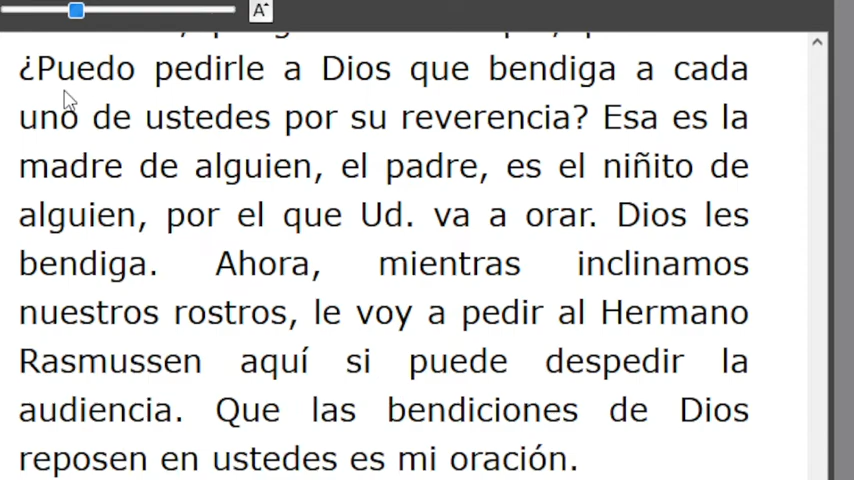 A
¿Puedo pedirle a Dios que bendiga a cada
uno de ustedes por su reverencia? Esa es la
madre de alguien, el padre, es el niñito de
alguien, por el que Ud. va a orar. Dios les
bendiga. Ahora, mientras inclinamos
nuestros rostros, le voy a pedir al Hermano
Rasmussen aquí si puede despedir la
audiencia. Que las bendiciones de Dios
reposen en ustedes es mi oración.